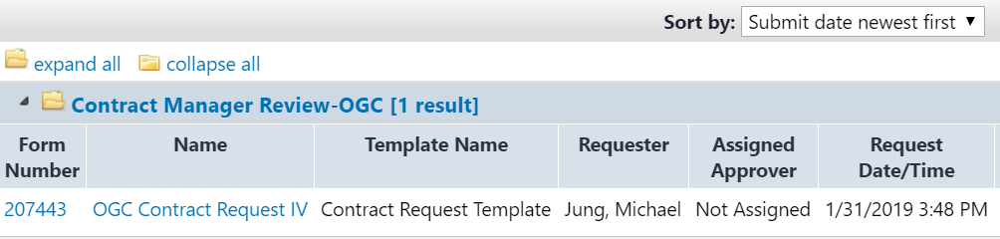 Sort by: Submit date newest first
expand all collapse all
Contract Manager Review-OGC [1 result]
Form Number Name Template Name Requester Assigned Approver Request Date/Time
207443 OGC Contract Request IV Contract Request Template Jung, Michael Not Assigned 1/31/2019 3:48 PM